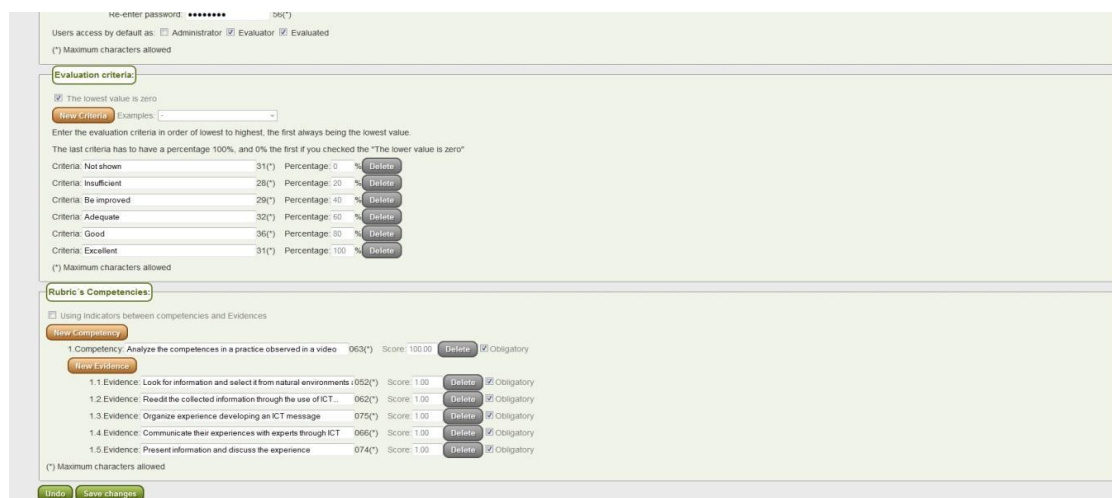 Re-enter password: •••••••• 56(*)
Users access by default as: Administrator Evaluator Evaluated
(*) Maximum characters allowed
Evaluation criteria:
The lowest value is zero
New Criteria Examples: -
Enter the evaluation criteria in order of lowest to highest, the first always being the lowest value.
The last criteria has to have a percentage 100%, and 0% the first if you checked the "The lower value is zero"
Criteria: Not shown 31(*) Percentage: 0 % Delete
Criteria: Insufficient 28(*) Percentage: 20 % Delete
Criteria: Be improved 29(*) Percentage: 40 % Delete
Criteria: Adequate 32(*) Percentage: 60 % Delete
Criteria: Good 36(*) Percentage: 80 % Delete
Criteria: Excellent 31(*) Percentage: 100 % Delete
(*) Maximum characters allowed
Rubric´s Competencies:
Using Indicators between competencies and Evidences
New Competency
1.Competency: Analyze the competences in a practice observed in a video 063(*) Score: 100.00 Delete Obligatory
New Evidence
1.1.Evidence: Look for information and select it from natural environments 052(*) Score: 1.00 Delete Obligatory
1.2.Evidence: Reedit the collected information through the use of ICT... 062(*) Score: 1.00 Delete Obligatory
1.3.Evidence: Organize experience developing an ICT message 075(*) Score: 1.00 Delete Obligatory
1.4.Evidence: Communicate their experiences with experts through ICT 066(*) Score: 1.00 Delete Obligatory
1.5.Evidence: Present information and discuss the experience 074(*) Score: 1.00 Delete Obligatory
(*) Maximum characters allowed
Undo Save changes